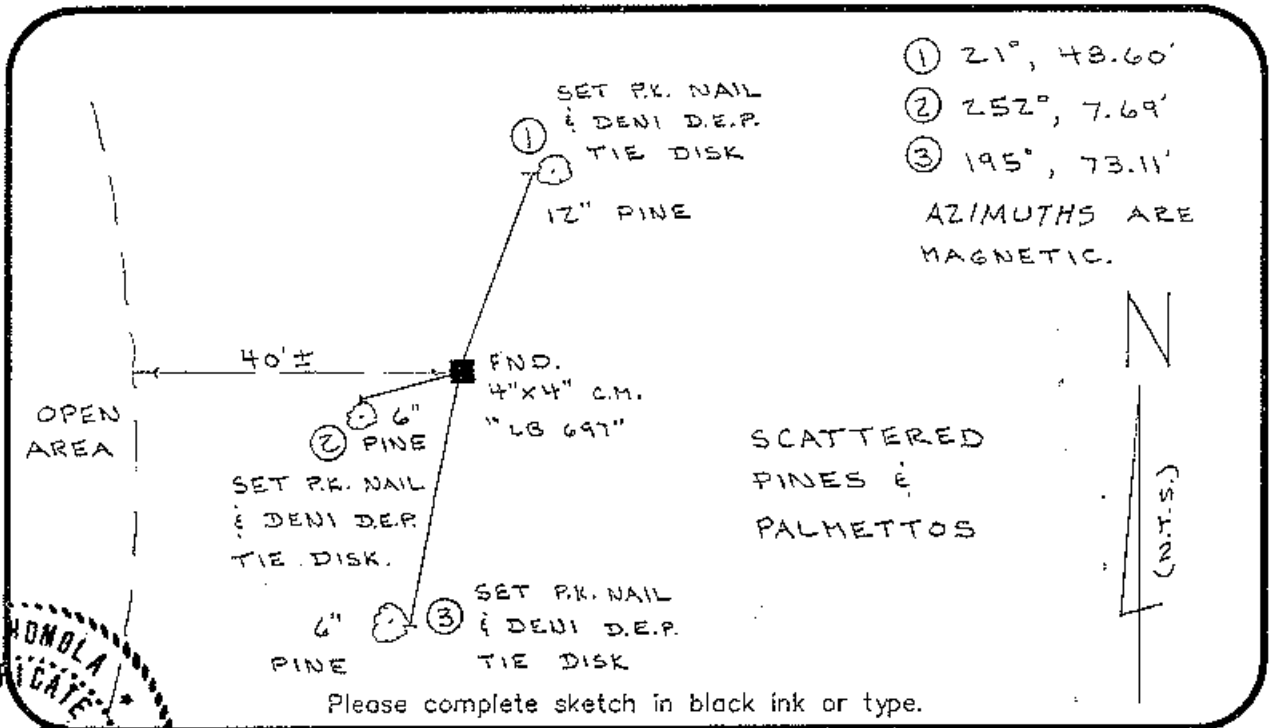 ① 21°, 48.60'
② 252°, 7.69'
③ 195°, 73.11'
AZIMUTHS ARE
MAGNETIC.
SET P.K. NAIL
& DENI D.E.P.
TIE DISK
①
12" PINE
N
(N.T.S.)
40'±
FND.
4"X4" C.M.
"LB 697"
OPEN
AREA
6"
② PINE
SET P.K. NAIL
& DENI D.E.P.
TIE DISK.
SCATTERED
PINES &
PALMETTOS
6"
PINE
③
SET P.K. NAIL
& DENI D.E.P.
TIE DISK
Please complete sketch in black ink or type.